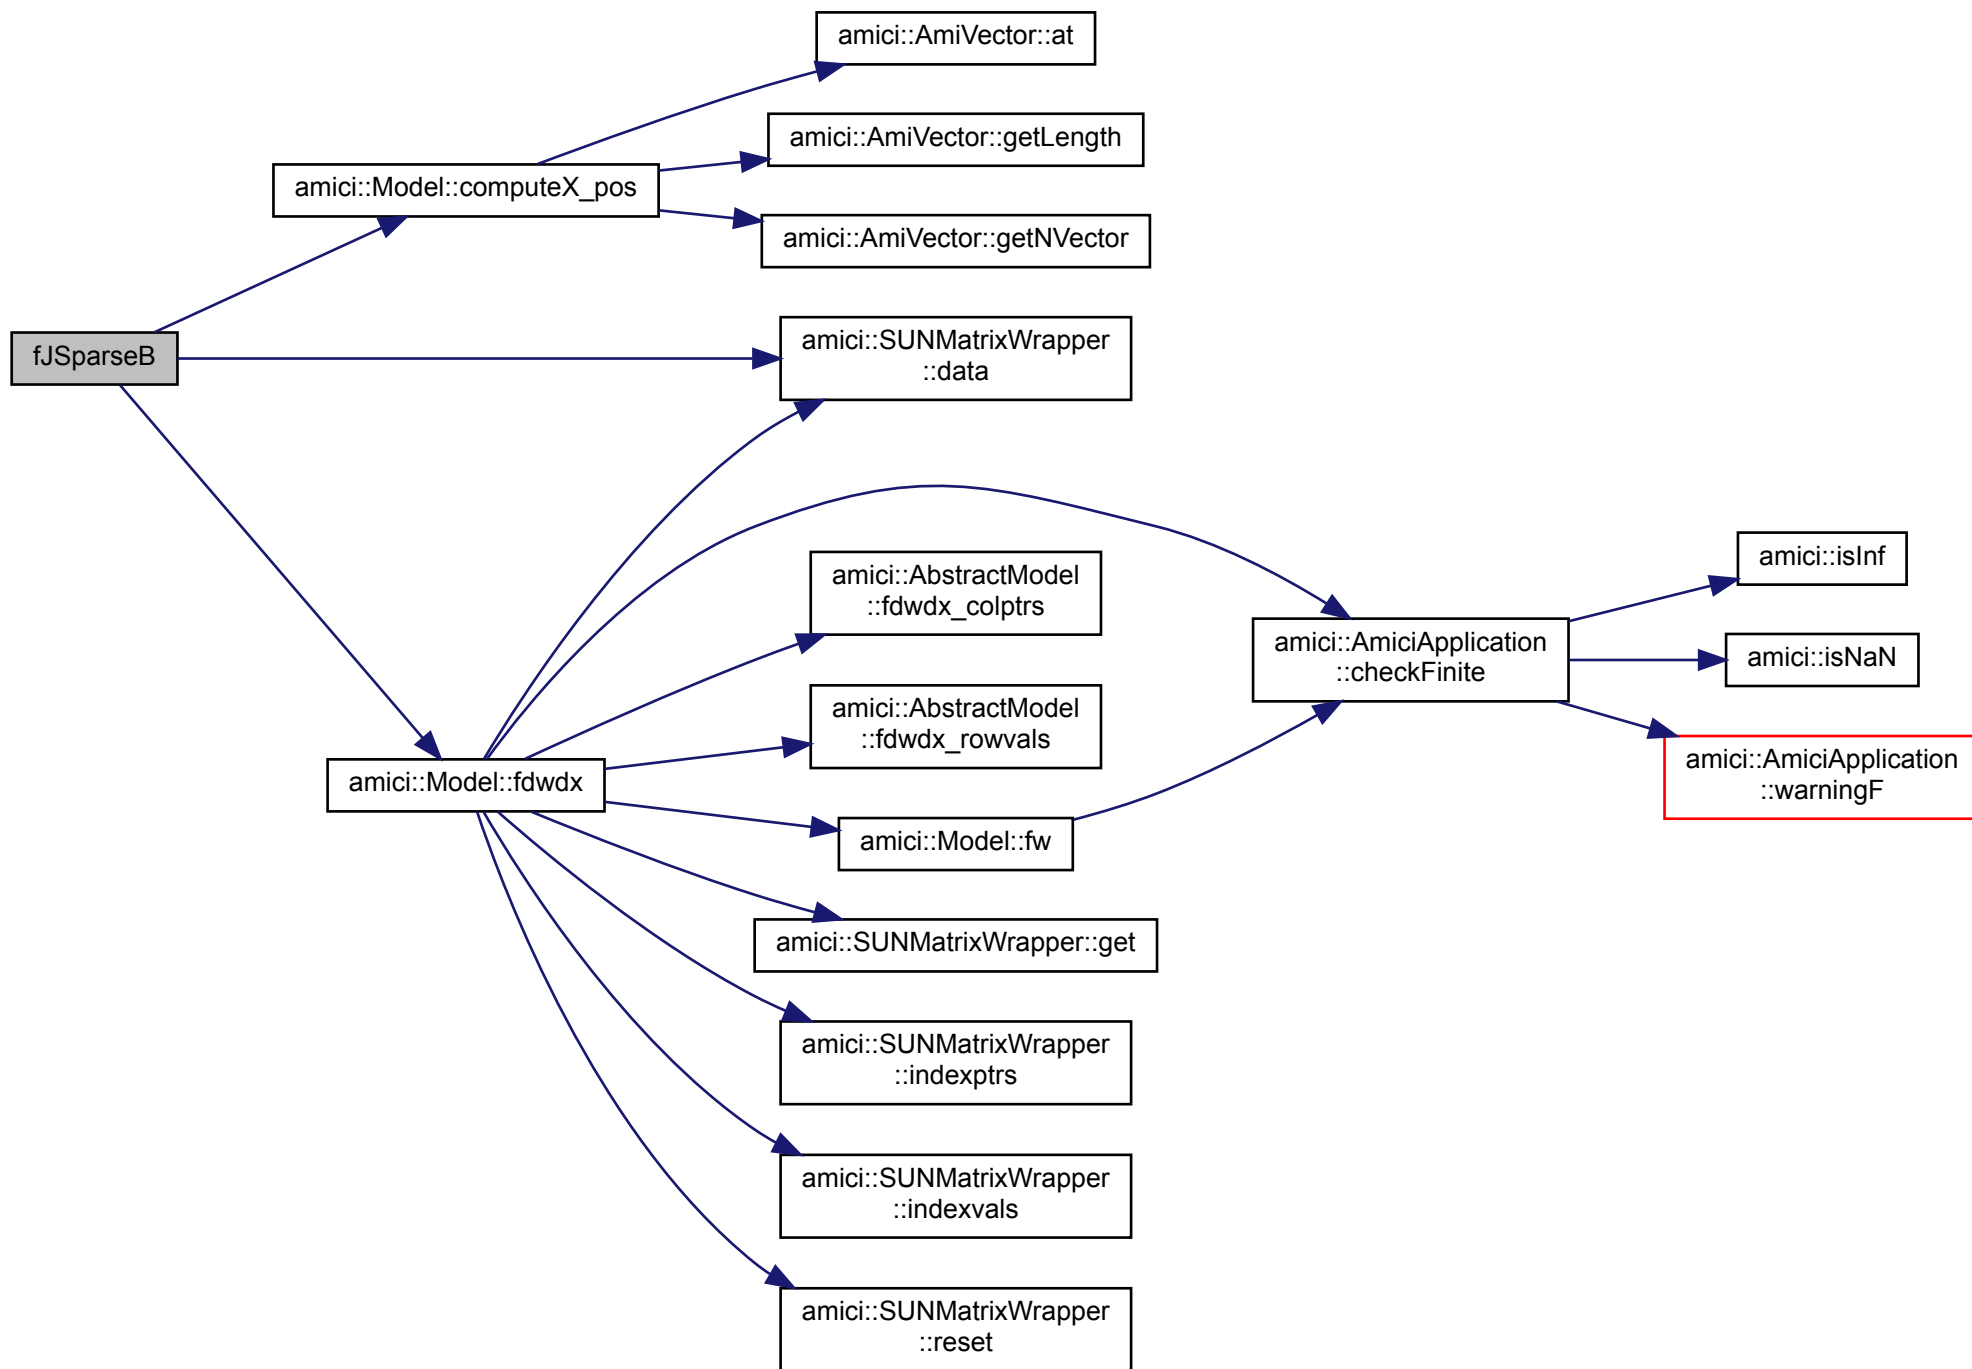 amici::AmiVector::at
amici::AmiVector::getLength
amici::Model::computeX_pos
amici::AmiVector::getNVector
fJSparseB
amici::SUNMatrixWrapper
::data
amici::AbstractModel
::fdwdx_colptrs
amici::isInf
amici::AmiciApplication
::checkFinite
amici::isNaN
amici::AbstractModel
::fdwdx_rowvals
amici::Model::fdwdx
amici::AmiciApplication
::warningF
amici::Model::fw
amici::SUNMatrixWrapper::get
amici::SUNMatrixWrapper
::indexptrs
amici::SUNMatrixWrapper
::indexvals
amici::SUNMatrixWrapper
::reset